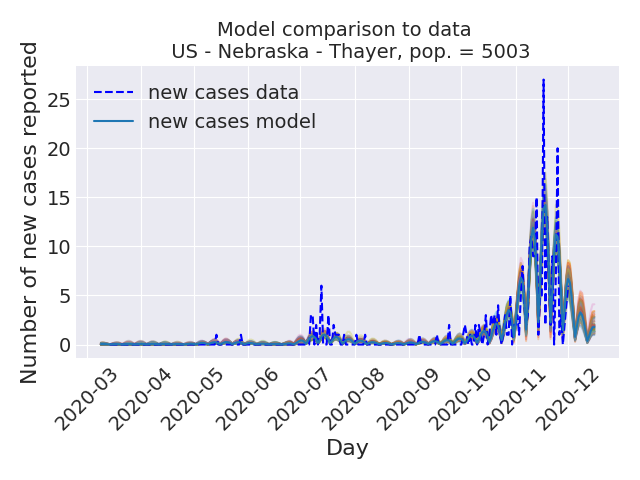 Model comparison to data
US - Nebraska - Thayer, pop. = 5003
Number of new cases reported
25
20
15
10
5
0
new cases data
new cases model
2020-03
2020-04
2020-05
2020-06
2020-07
2020-08
2020-09
2020-10
2020-11
2020-12
Day